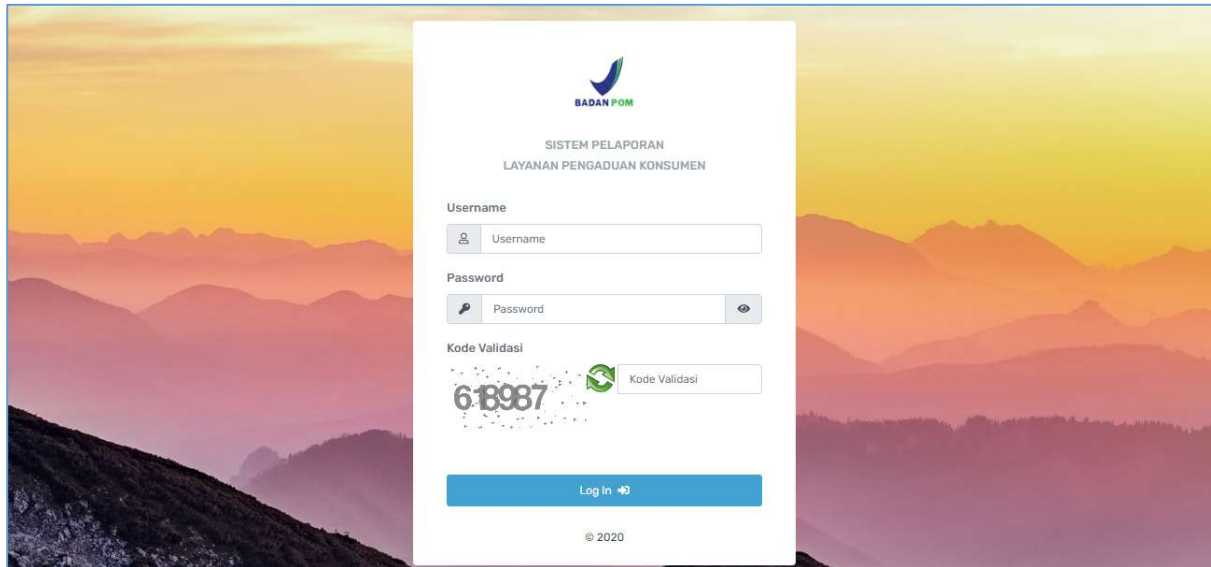 BADAN POM
SISTEM PELAPORAN
LAYANAN PENGADUAN KONSUMEN
Username
Username
Password
Password
Kode Validasi
Kode Validasi
Log In
© 2020